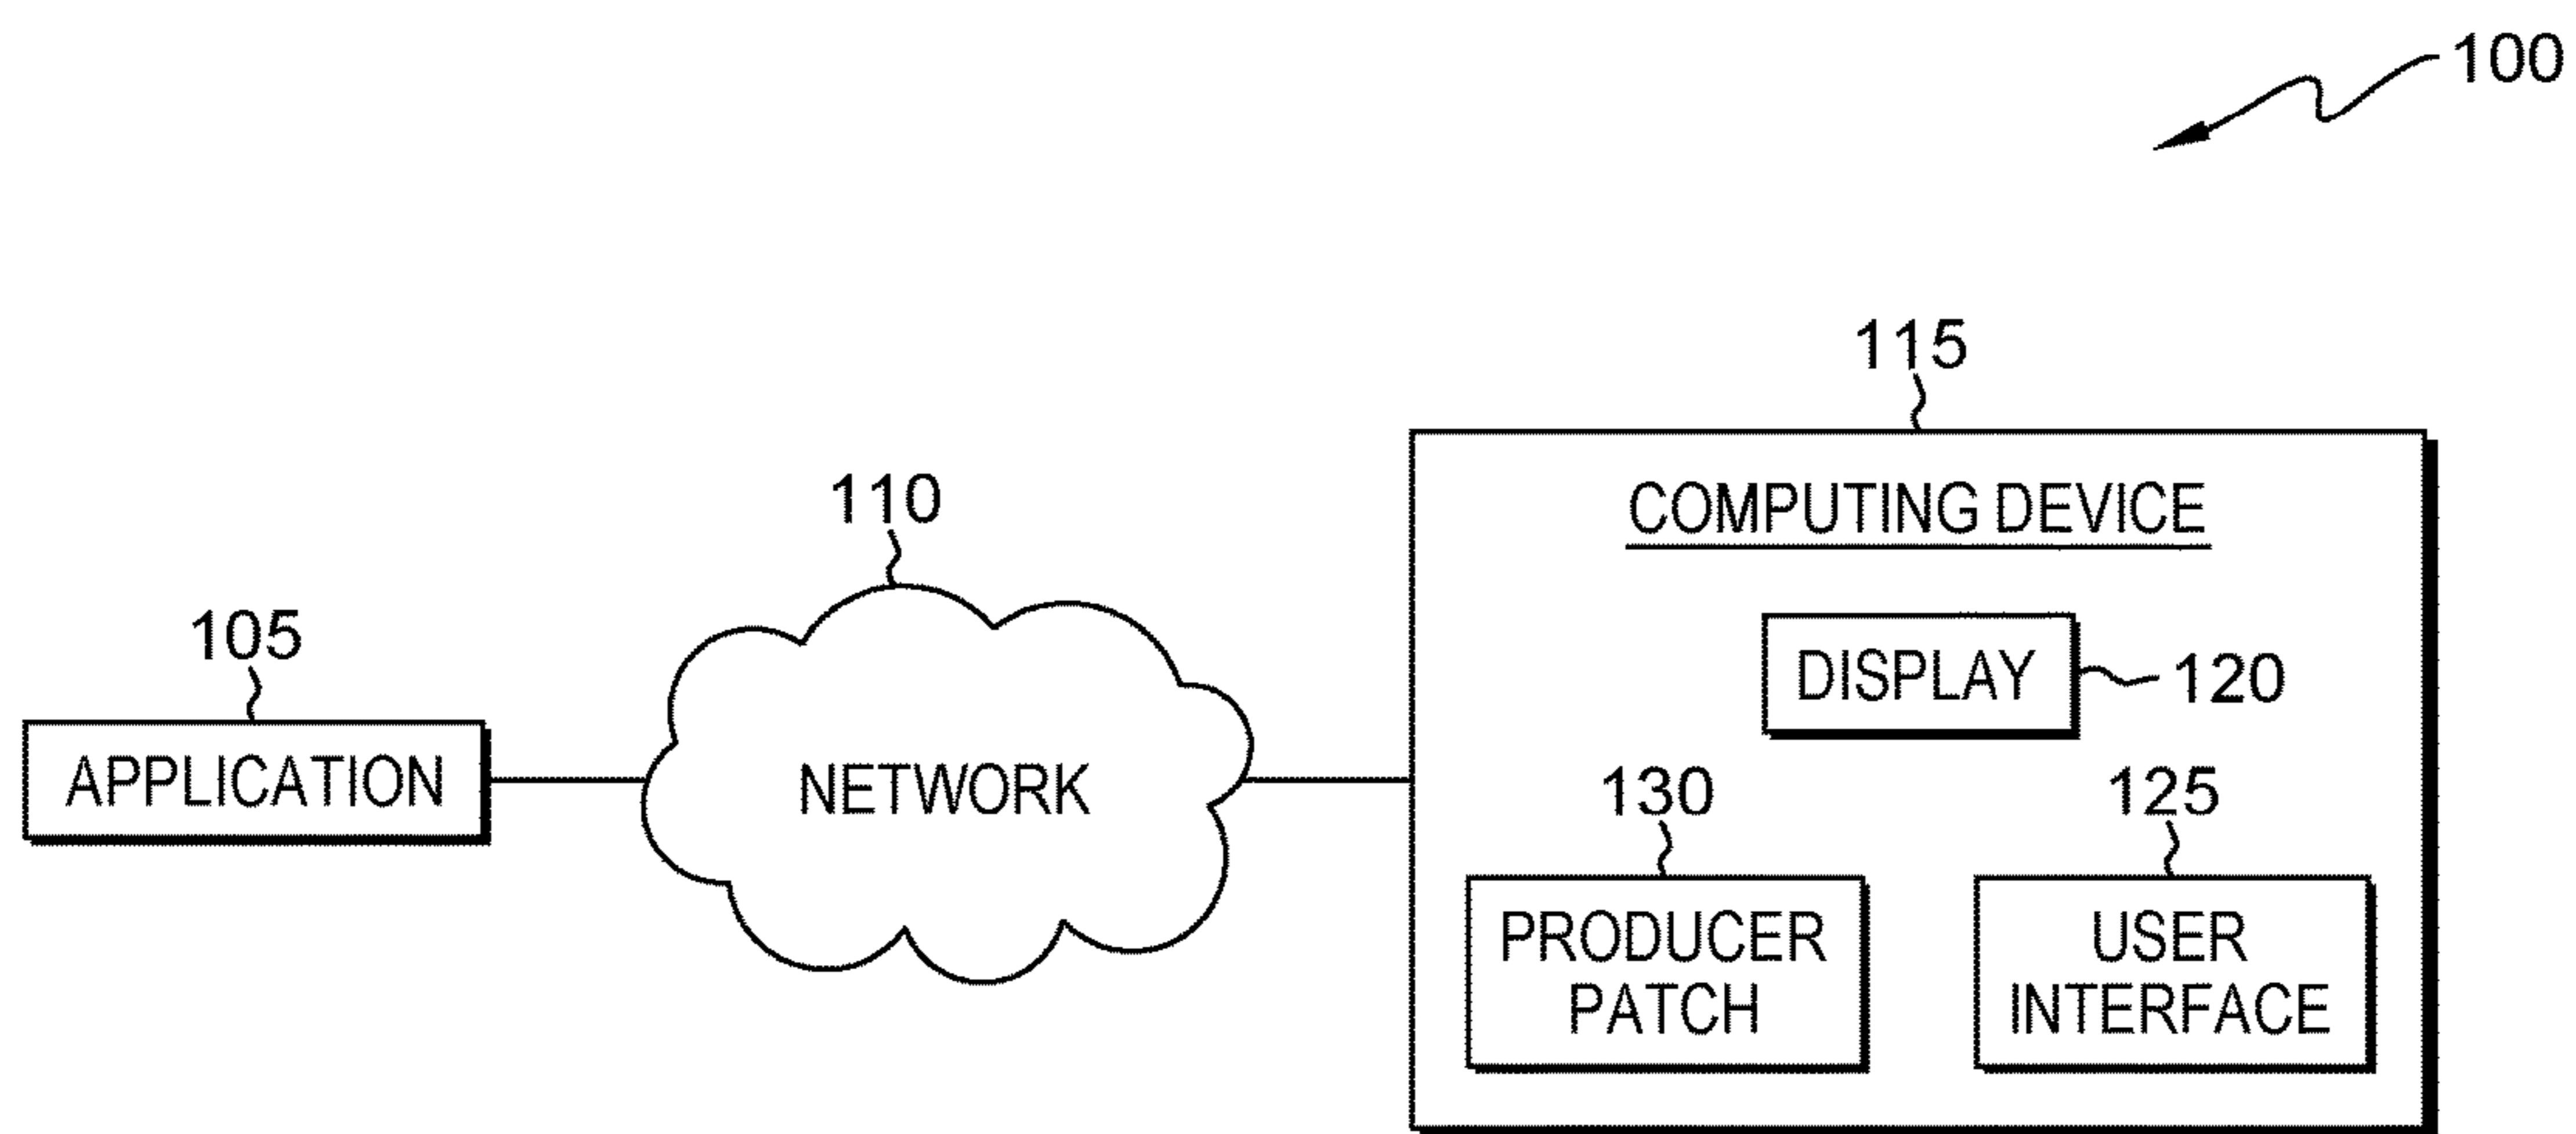 100
115
COMPUTING DEVICE
110
DISPLAY
120
105
APPLICATION
NETWORK
130
125
PRODUCER
PATCH
USER
INTERFACE